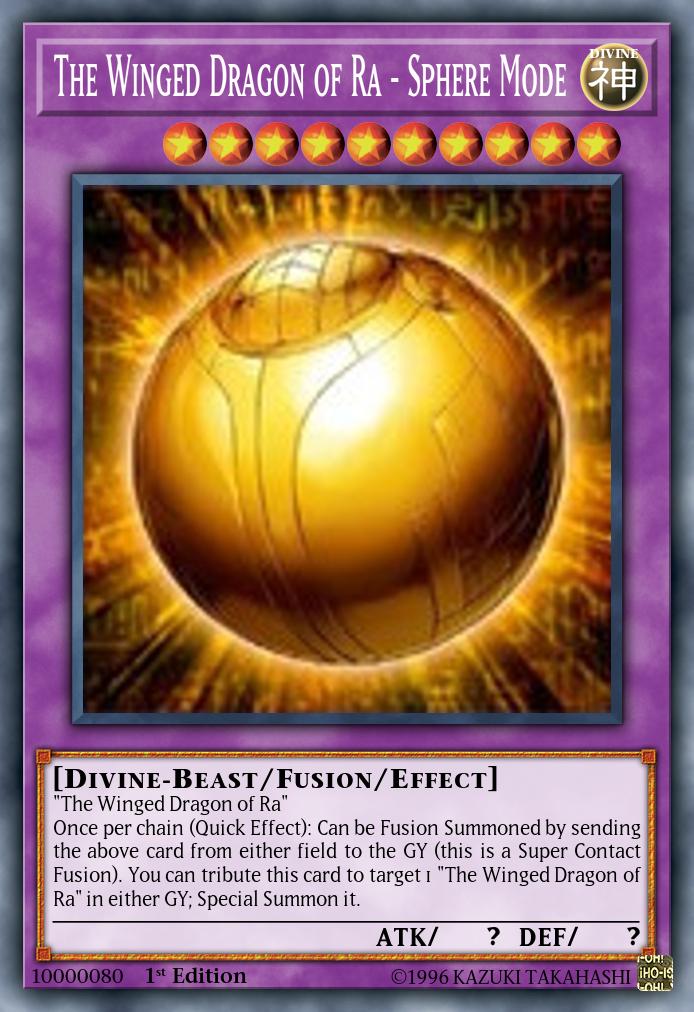 The Winged Dragon of Ra - Sphere Mode
DIVINE
神
[Divine-Beast/Fusion/Effect]
"The Winged Dragon of Ra"
Once per chain (Quick Effect): Can be Fusion Summoned by sending
the above card from either field to the GY (this is a Super Contact
Fusion). You can tribute this card to target 1 "The Winged Dragon of
Ra" in either GY; Special Summon it.
ATK/ ? DEF/ ?
10000080 1st Edition ©1996 KAZUKI TAKAHASHI